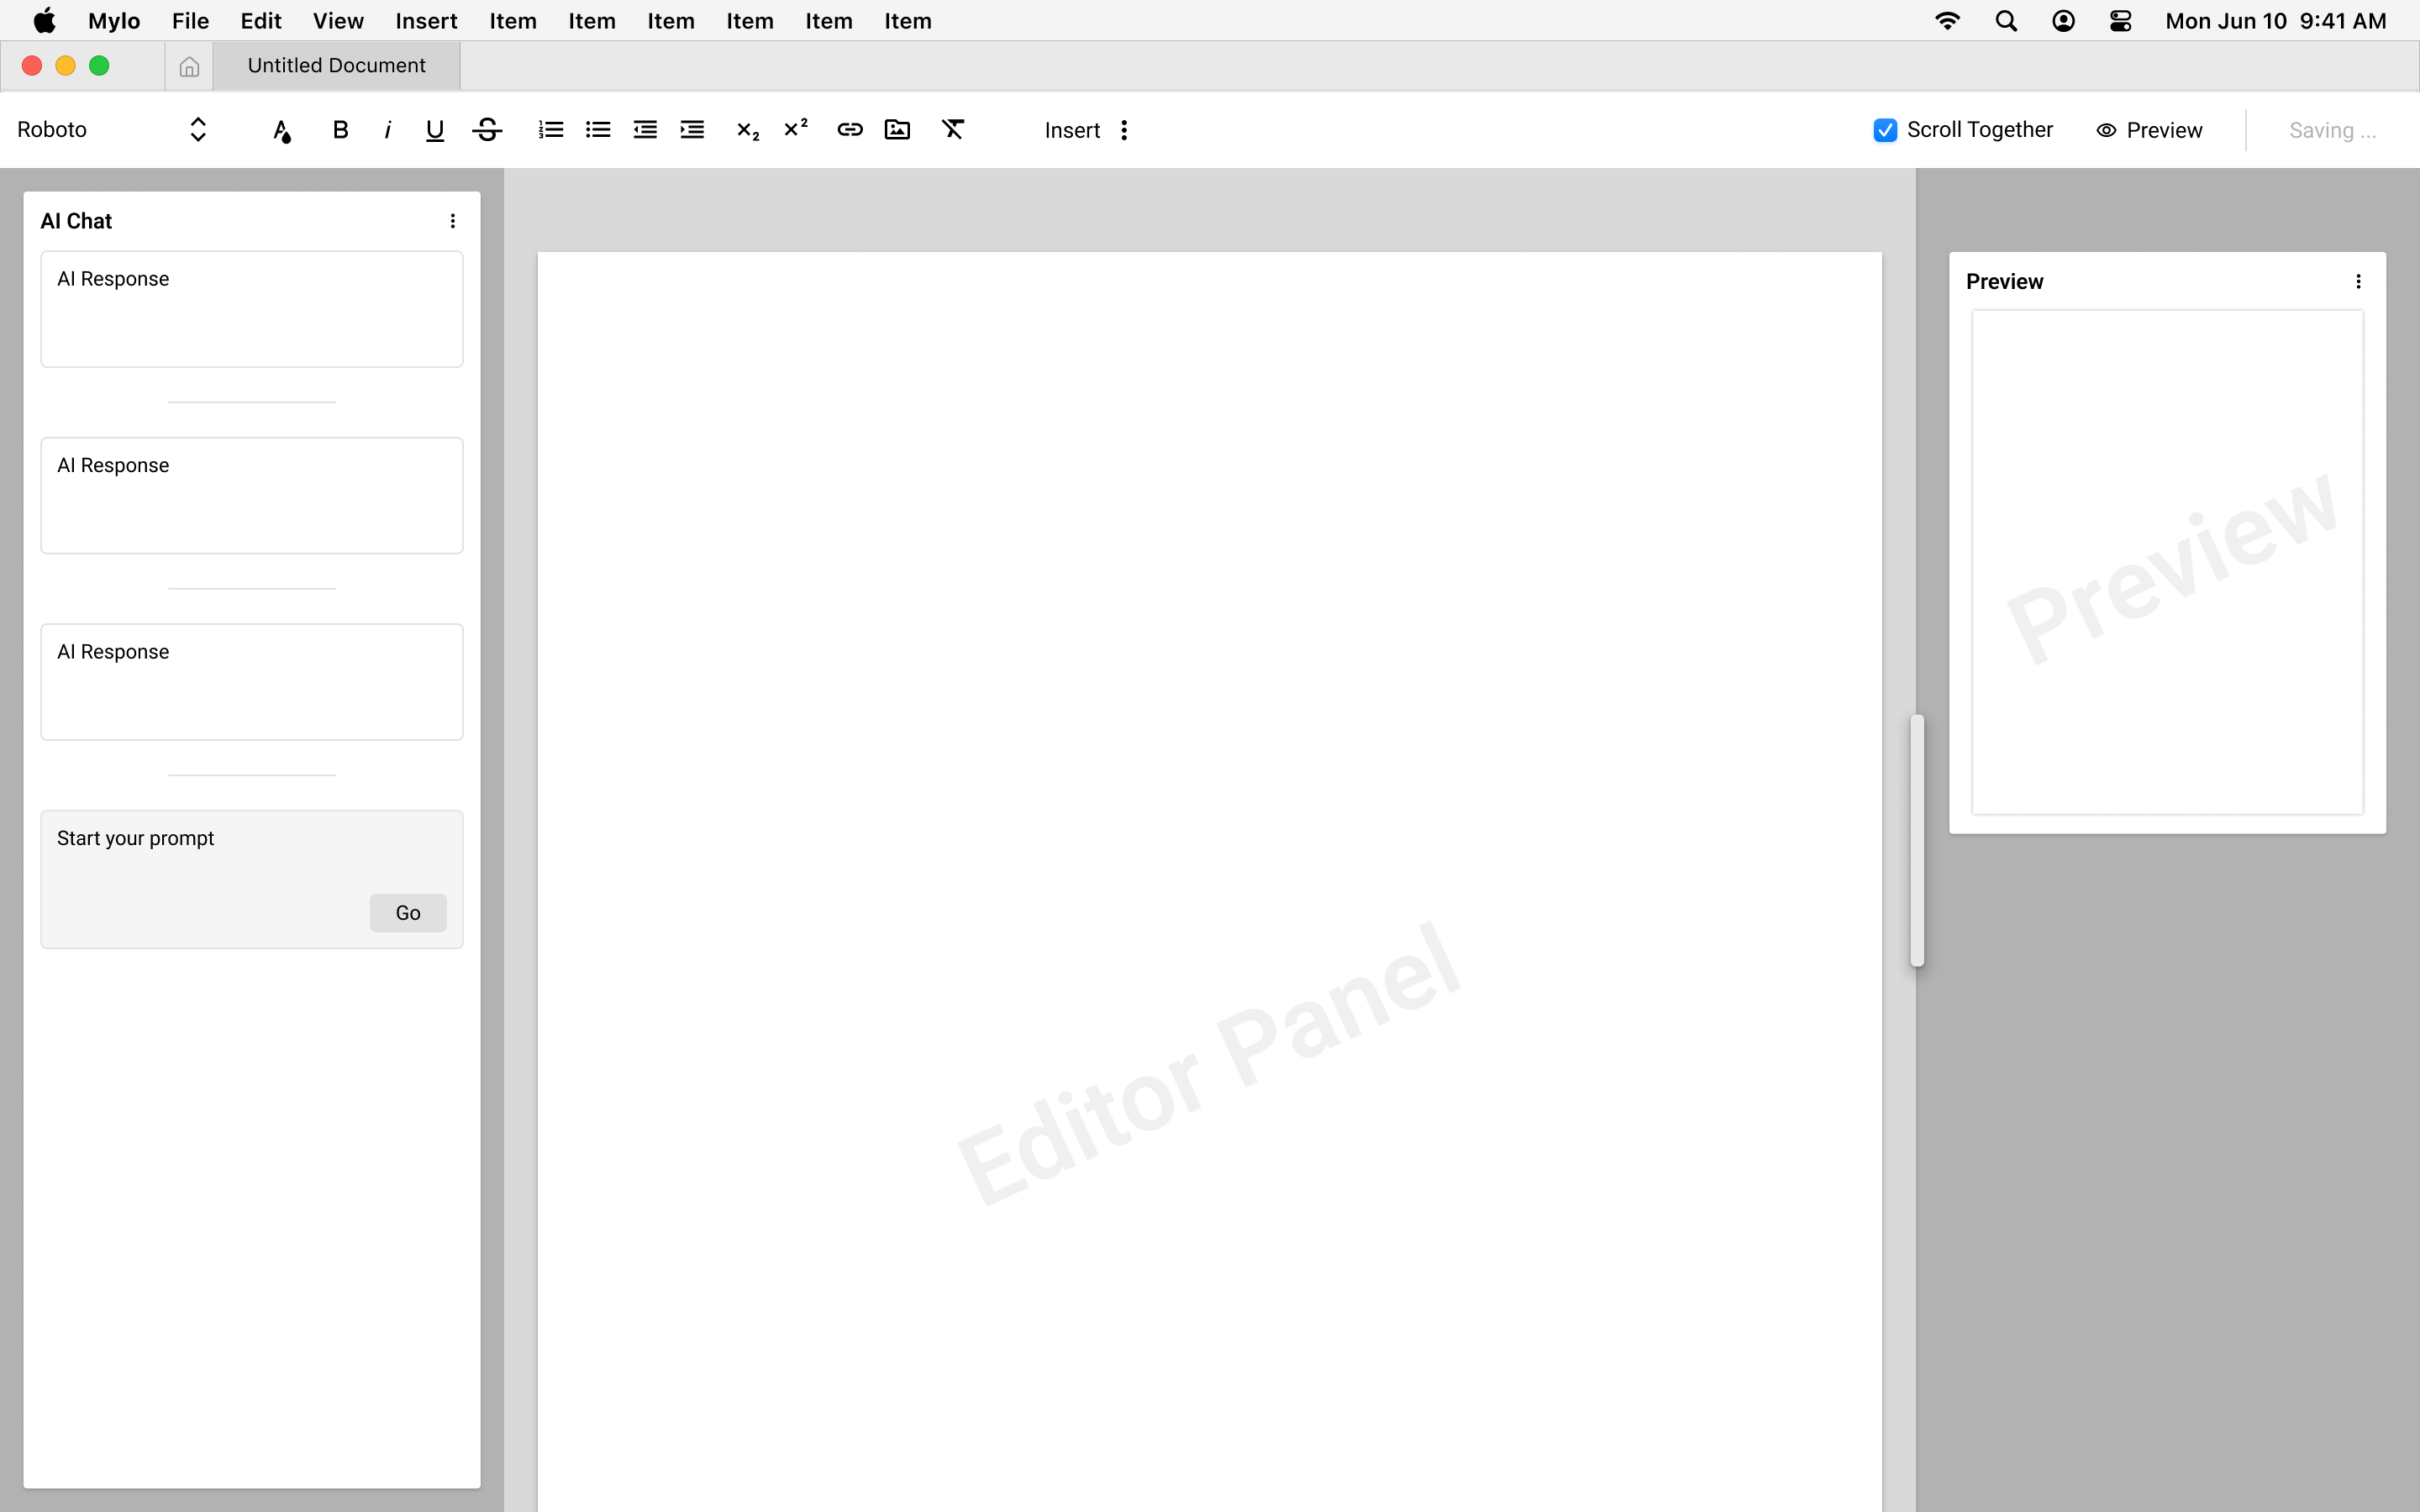 Mylo File Edit View Insert Item Item Item Item Item Item Mon Jun 10 9:41 AM
Untitled Document
Roboto Insert Scroll Together Preview Saving ...
AI Chat
AI Response
AI Response
AI Response
Start your prompt
Go
Editor Panel
Preview
Preview